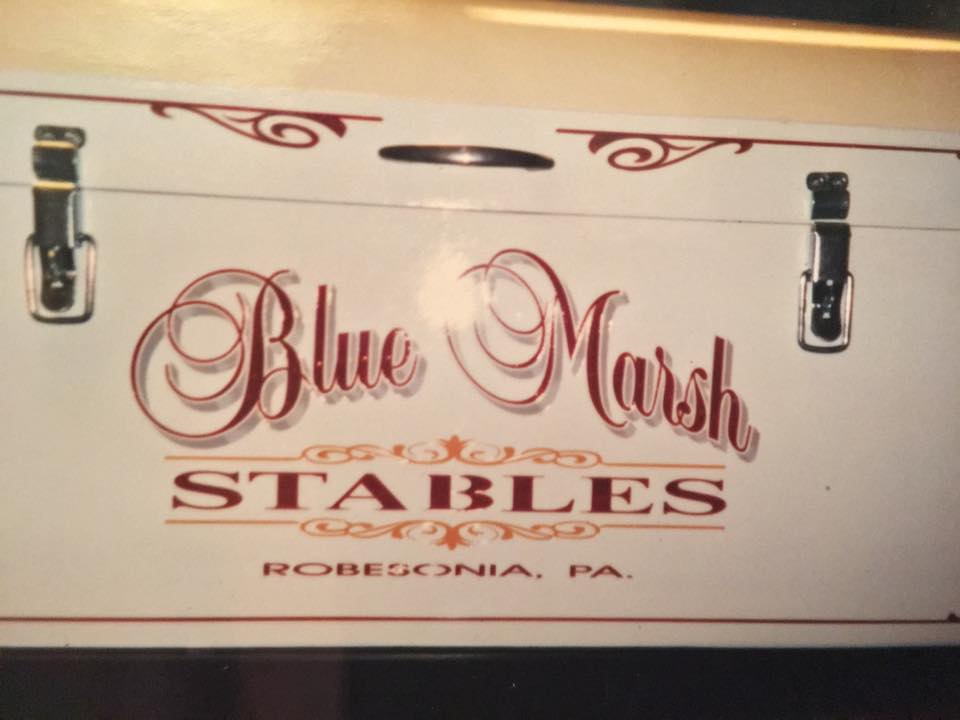 Blue Marsh
STABLES
ROBESONIA, PA.